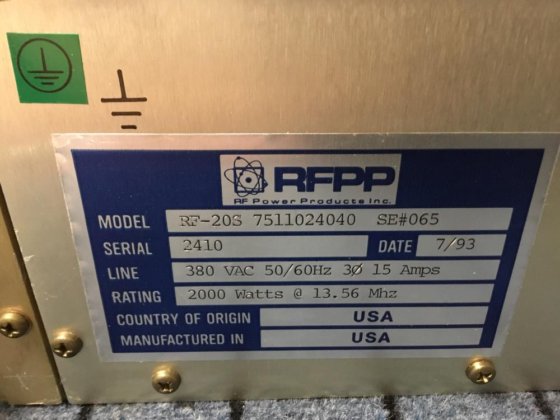 RFPP
RF Power Products Inc.
MODEL RF-20S 7511024040 SE#065
SERIAL 2410 DATE 7/93
LINE 380 VAC 50/60Hz 3Ø 15 Amps
RATING 2000 Watts @ 13.56 Mhz
COUNTRY OF ORIGIN USA
MANUFACTURED IN USA